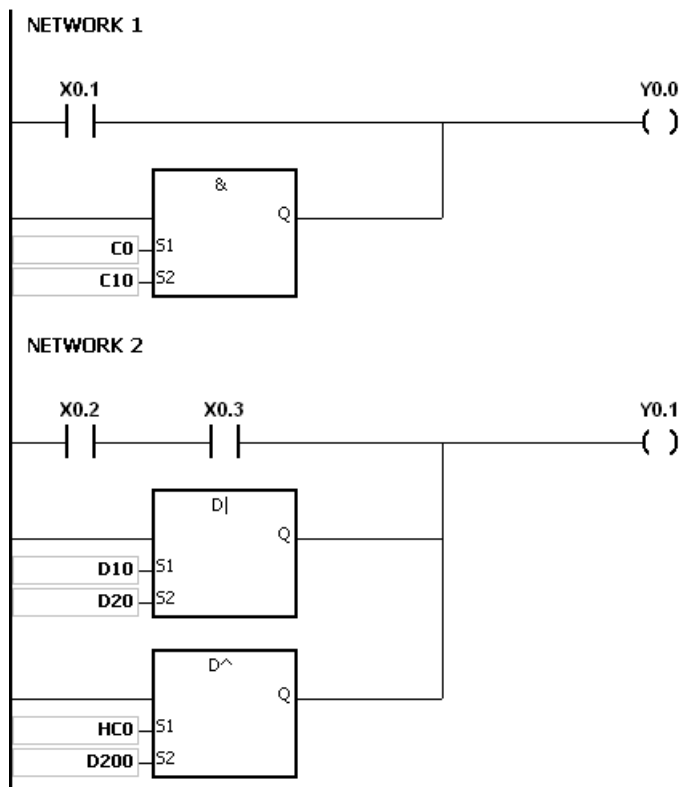 NETWORK 1
X0.1 Y0.0
&
Q
C0 S1
C10 S2
NETWORK 2
X0.2 X0.3 Y0.1
D|
Q
D10 S1
D20 S2
D^
Q
HC0 S1
D200 S2